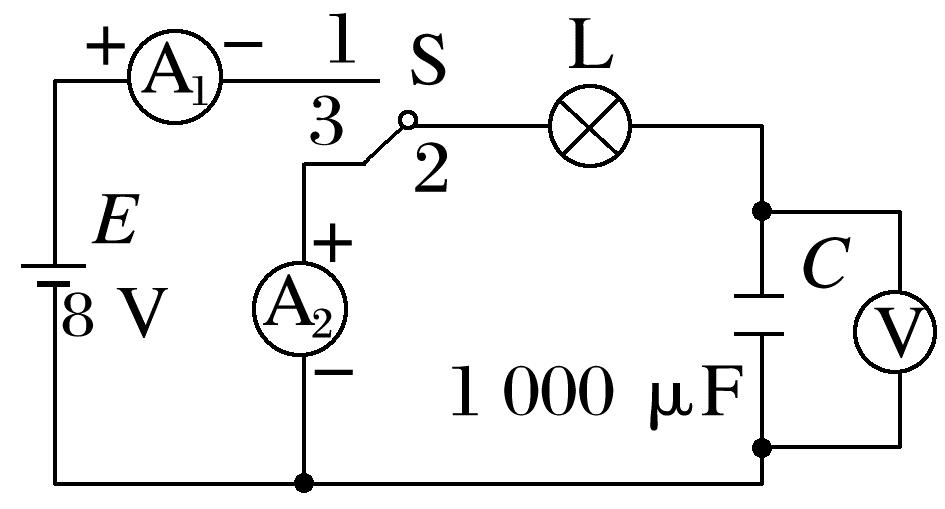 + A₁ − 1
S
L
3
2
E
8 V
+
A₂
−
C
V
1 000 μF